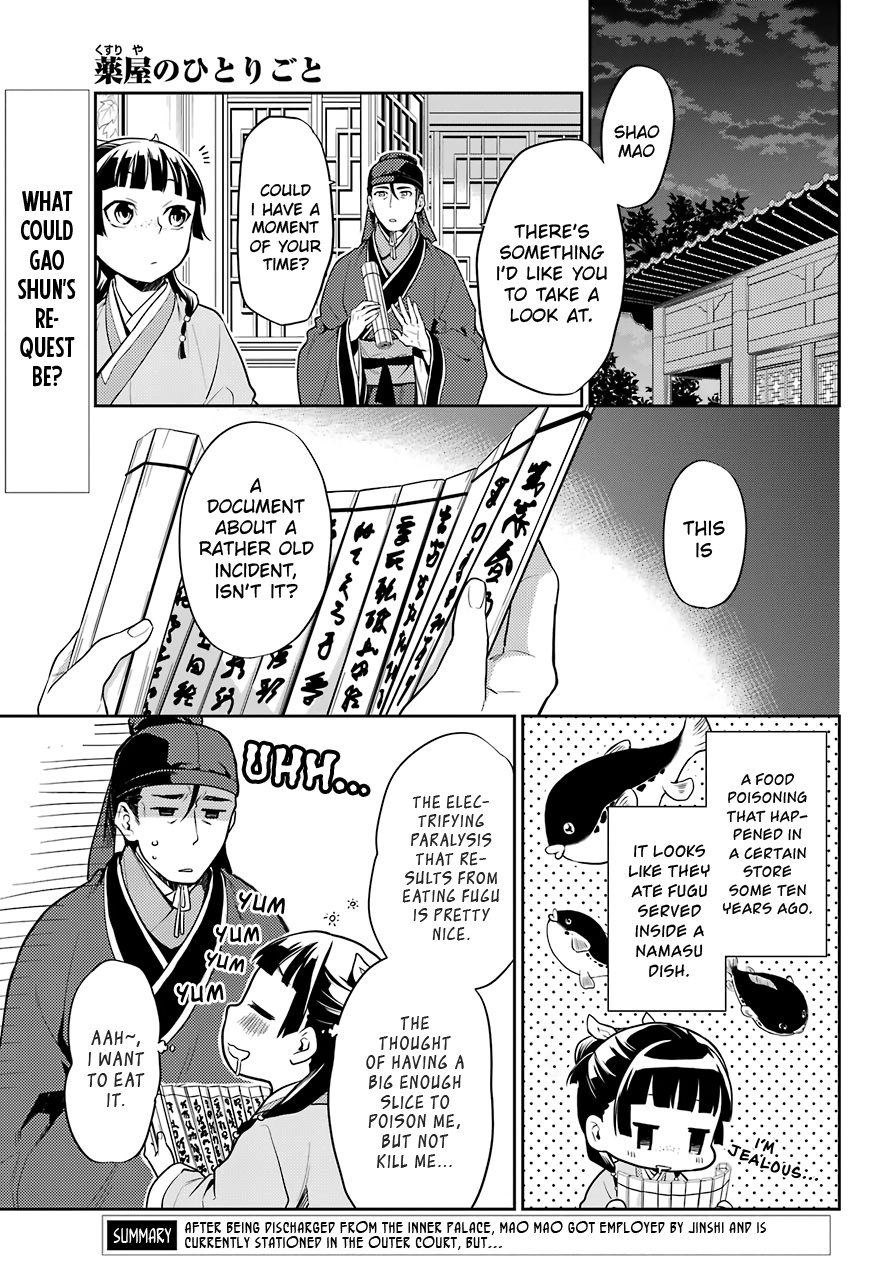 くすり や
薬屋のひとりごと
WHAT
COULD
GAO
SHUN'S
RE-
QUEST
BE?
SHAO
MAO
THERE'S
SOMETHING
I'D LIKE YOU
TO TAKE A
LOOK AT.
COULD
I HAVE A
MOMENT
OF YOUR
TIME?
THIS
IS
A
DOCUMENT
ABOUT A
RATHER OLD
INCIDENT,
ISN'T IT?
A FOOD
POISONING
THAT HAP-
PENED IN
A CERTAIN
STORE
SOME TEN
YEARS AGO.
IT LOOKS
LIKE THEY
ATE FUGU
SERVED
INSIDE A
NAMASU
DISH.
I'M
JEALOUS...
THE ELEC-
TRIFYING
PARALYSIS
THAT RE-
SULTS FROM
EATING FUGU
IS PRETTY
NICE.
THE
THOUGHT
OF HAVING A
BIG ENOUGH
SLICE TO
POISON ME,
BUT NOT
KILL ME...
UHH...
YUM
YUM
YUM
YUM
AAH~,
I WANT
TO EAT
IT.
SUMMARY
AFTER BEING DISCHARGED FROM THE INNER PALACE, MAO MAO GOT EMPLOYED BY JINSHI AND IS
CURRENTLY STATIONED IN THE OUTER COURT, BUT...